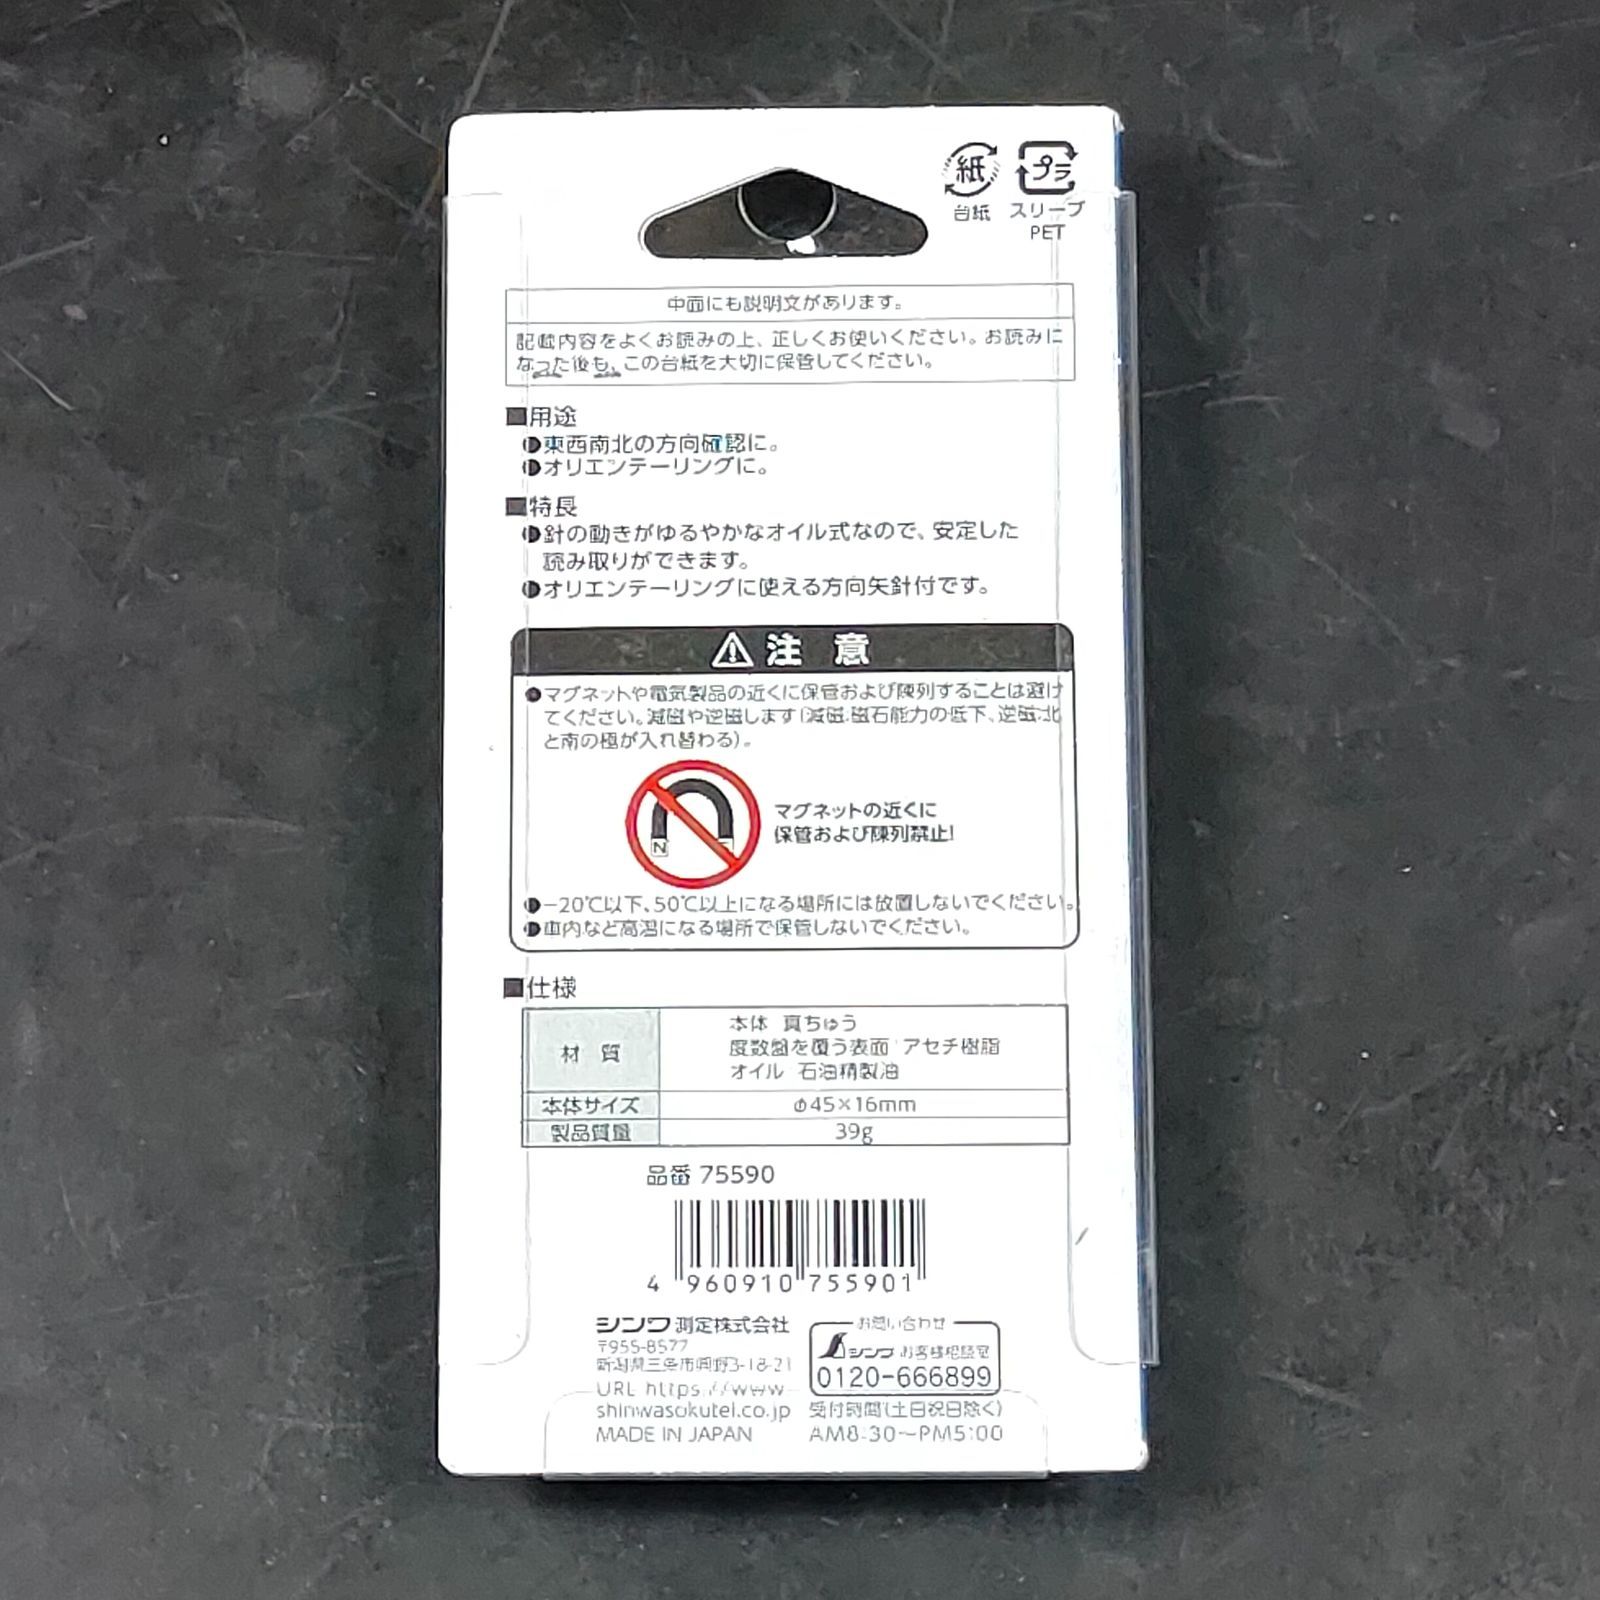 紙
プラ
台紙
スリーブ
PET
中面にも説明文があります。
記載内容をよくお読みの上、正しくお使いください。お読みに
なった後も、この台紙を大切に保管してください。
■用途
●東西南北の方向確認に。
●オリエンテーリングに。
■特長
●針の動きがゆるやかなオイル式なので、安定した
読み取りができます。
●オリエンテーリングに使える方向矢針付です。
注 意
●マグネットや電気製品の近くに保管および陳列することは避け
てください。減磁や逆磁します(減磁:磁石能力の低下、逆磁:北
と南の極が入れ替わる)。
N
マグネットの近くに
保管および陳列禁止!
●-20℃以下、50℃以上になる場所には放置しないでください。
●車内など高温になる場所で保管しないでください。
■仕様
材 質
本体 真ちゅう
度数盤を覆う表面 アセチ樹脂
オイル 石油精製油
本体サイズ φ45×16mm
製品質量 39g
品番 75590
4 960910 755901
シンワ測定株式会社
〒955-8577
新潟県三条市興野3-18-21
URL https://www.
shinwasokutei.co.jp
MADE IN JAPAN
お問い合わせ
シンワ お客様相談室
0120-666899
受付時間(土日祝日除く)
AM8:30～PM5:00